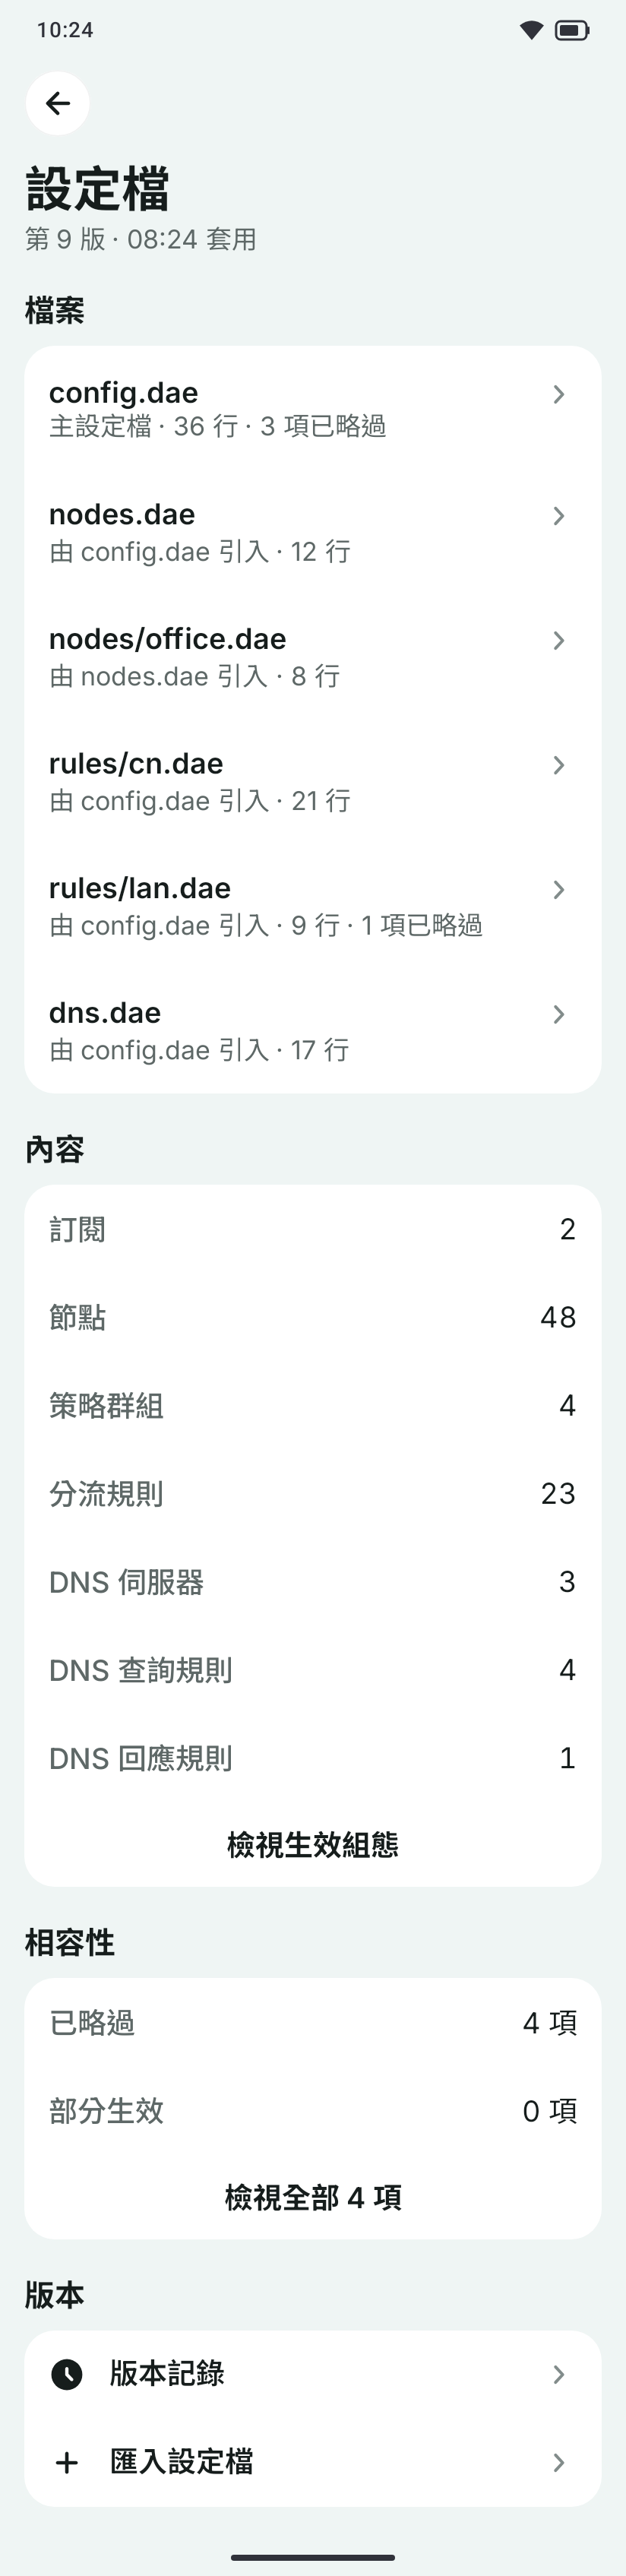 10:24
設定檔
第 9 版 · 08:24 套用
檔案
config.dae
主設定檔 · 36 行 · 3 項已略過
nodes.dae
由 config.dae 引入 · 12 行
nodes/office.dae
由 nodes.dae 引入 · 8 行
rules/cn.dae
由 config.dae 引入 · 21 行
rules/lan.dae
由 config.dae 引入 · 9 行 · 1 項已略過
dns.dae
由 config.dae 引入 · 17 行
內容
訂閱 2
節點 48
策略群組 4
分流規則 23
DNS 伺服器 3
DNS 查詢規則 4
DNS 回應規則 1
檢視生效組態
相容性
已略過 4 項
部分生效 0 項
檢視全部 4 項
版本
版本記錄
匯入設定檔